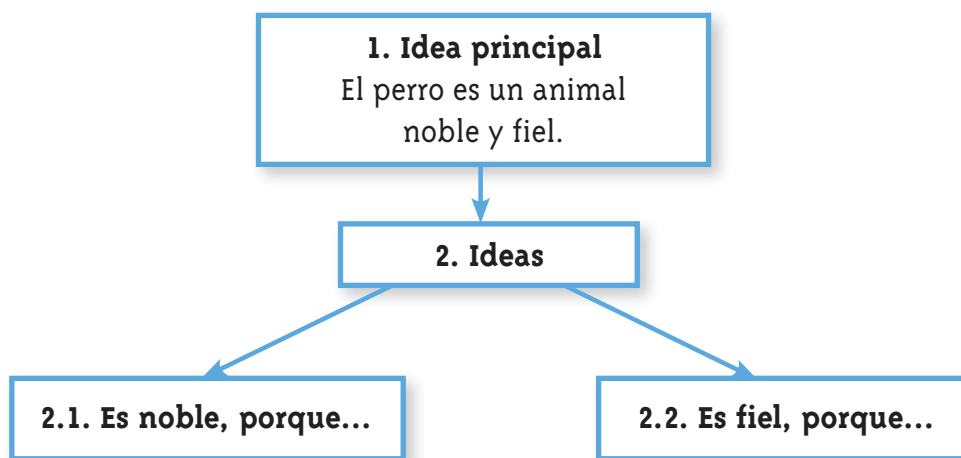 1. Idea principal
El perro es un animal
noble y fiel.
2. Ideas
2.1. Es noble, porque...
2.2. Es fiel, porque...